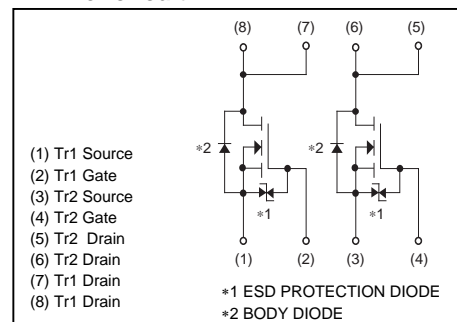 (8) (7) (6) (5)
*2 *2
(1) Tr1 Source
(2) Tr1 Gate
(3) Tr2 Source
(4) Tr2 Gate
(5) Tr2 Drain
(6) Tr2 Drain
(7) Tr1 Drain
(8) Tr1 Drain
*1 *1
(1) (2) (3) (4)
*1 ESD PROTECTION DIODE
*2 BODY DIODE